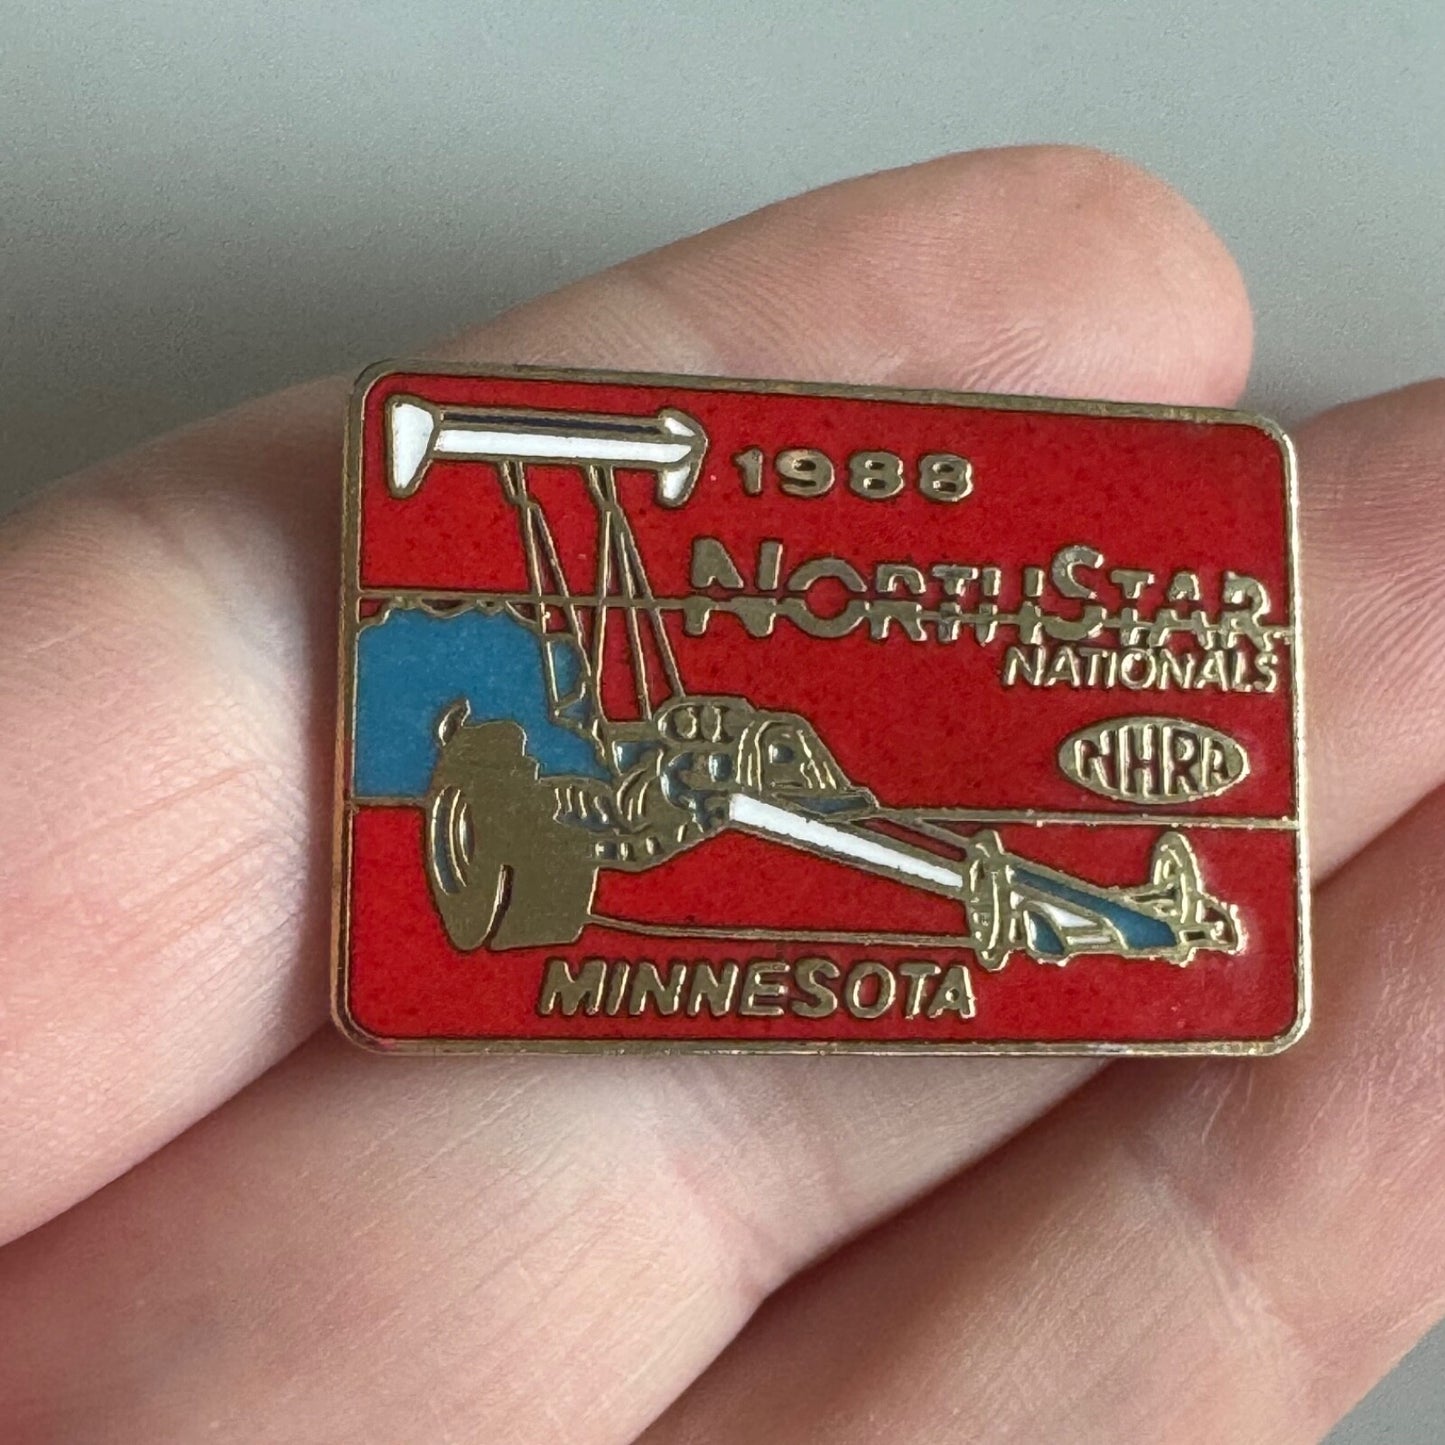 1988
NORTHSTAR
NATIONALS
NHRA
MINNESOTA